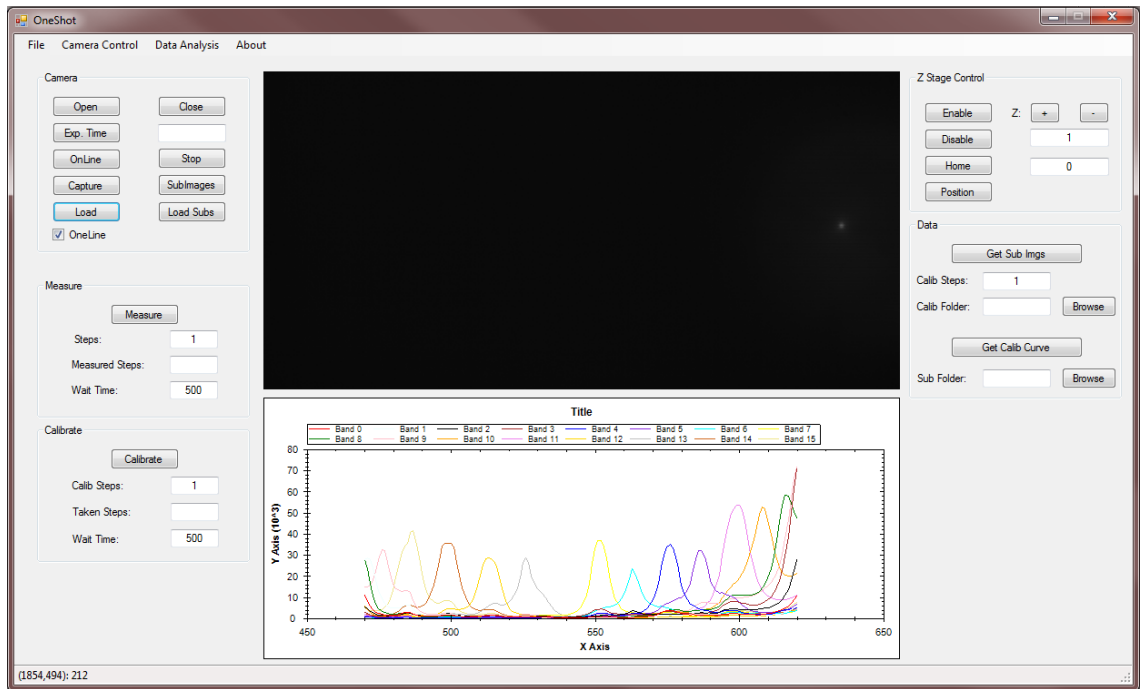 OneShot
File Camera Control Data Analysis About
Camera
Open Close
Exp. Time
OnLine Stop
Capture SubImages
Load Load Subs
OneLine
Measure
Measure
Steps: 1
Measured Steps:
Wait Time: 500
Calibrate
Calibrate
Calib Steps: 1
Taken Steps:
Wait Time: 500
Title
Band 0 Band 1 Band 2 Band 3 Band 4 Band 5 Band 6 Band 7
Band 8 Band 9 Band 10 Band 11 Band 12 Band 13 Band 14 Band 15
Y Axis (10^3)
80
70
60
50
40
30
20
10
0
450 500 550 600 650
X Axis
Z Stage Control
Enable Z: + -
Disable 1
Home 0
Position
Data
Get Sub Imgs
Calib Steps: 1
Calib Folder: Browse
Get Calib Curve
Sub Folder: Browse
(1854,494): 212